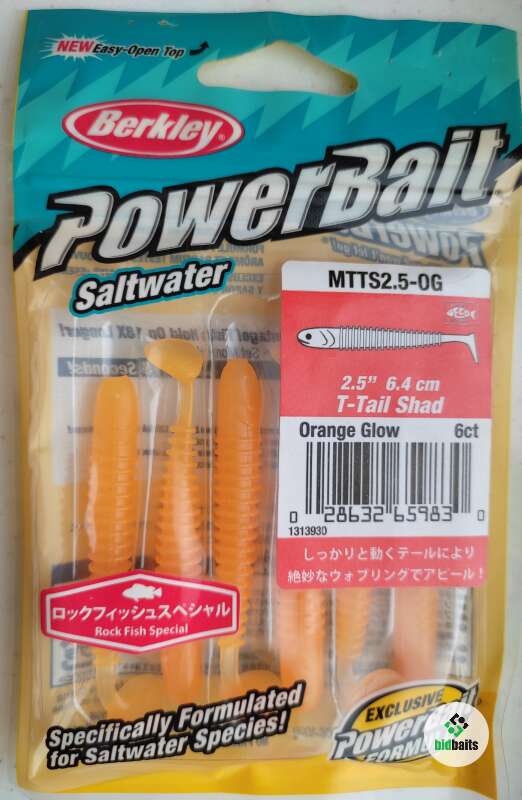 NEW Easy-Open Top
Berkley®
PowerBait
Saltwater
MTTS2.5-OG
2.5” 6.4 cm
T-Tail Shad
Orange Glow 6ct
0 28632 65983 0
1313930
しっかりと動くテールにより
絶妙なウォブリングでアピール！
ロックフィッシュスペシャル
Rock Fish Special
Specifically Formulated
for Saltwater Species!
EXCLUSIVE
PowerBait
FORMULA
bidbaits